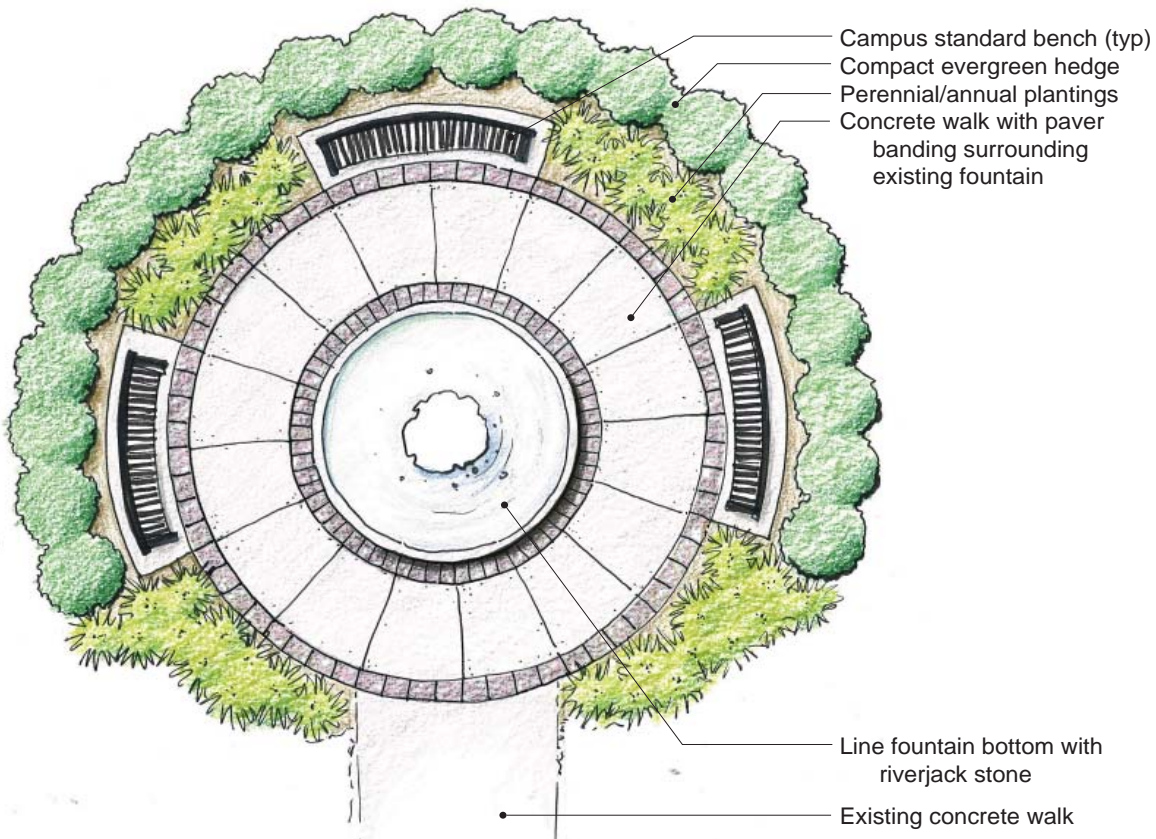 Campus standard bench (typ)
Compact evergreen hedge
Perennial/annual plantings
Concrete walk with paver
banding surrounding
existing fountain
Line fountain bottom with
riverjack stone
Existing concrete walk